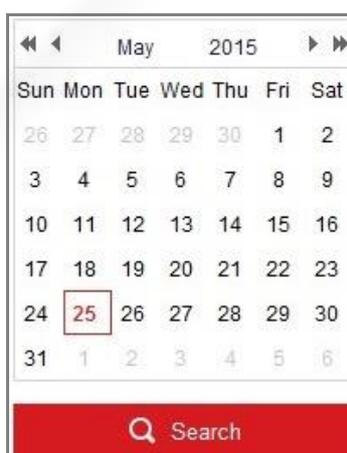 May 2015
Sun Mon Tue Wed Thu Fri Sat
26 27 28 29 30 1 2
3 4 5 6 7 8 9
10 11 12 13 14 15 16
17 18 19 20 21 22 23
24 25 26 27 28 29 30
31 1 2 3 4 5 6
Search